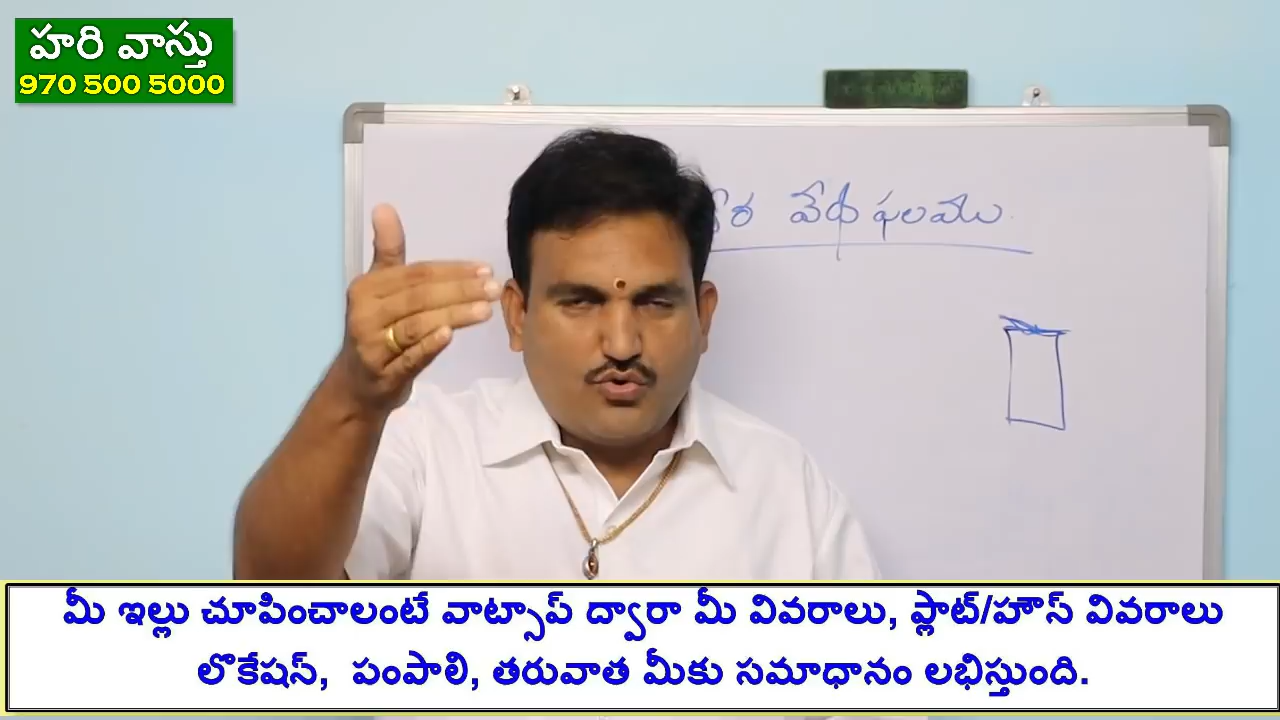 హరి వాస్తు
970 500 5000
వేధ ఫలము
మీ ఇల్లు చూపించాలంటే వాట్సాప్ ద్వారా మీ వివరాలు, ప్లాట్/హౌస్ వివరాలు
లొకేషన్,  పంపాలి, తరువాత మీకు సమాధానం లభిస్తుంది.